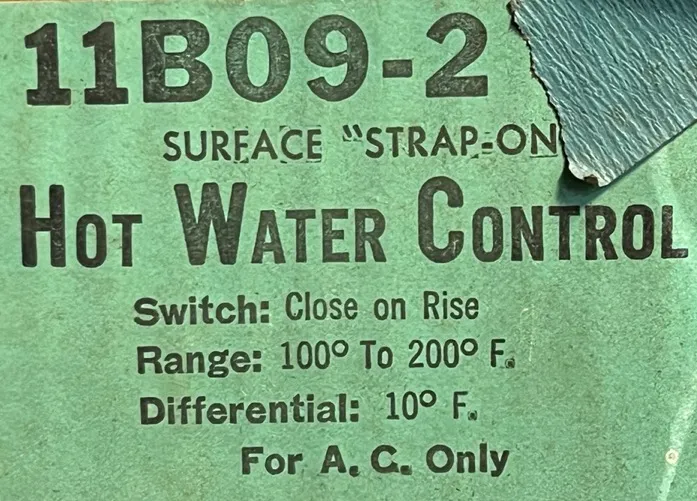 11B09-2
SURFACE "STRAP-ON
HOT WATER CONTROL
Switch: Close on Rise
Range: 100° To 200° F.
Differential: 10° F.
For A.C. Only